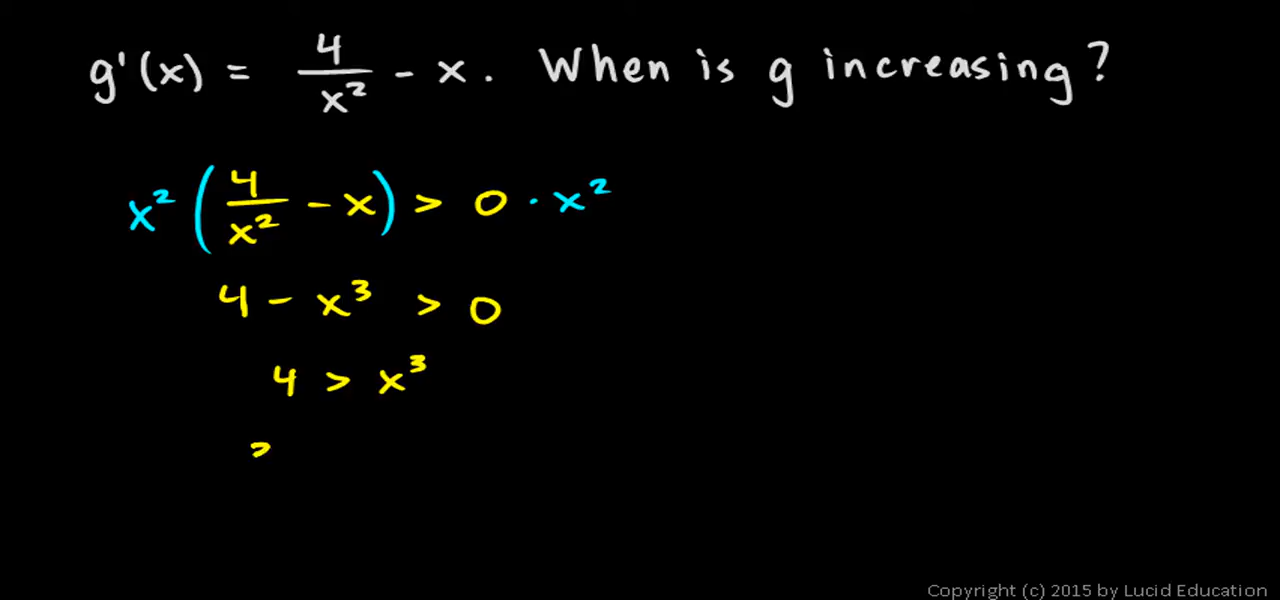 g'(x) = 4/x² - x. When is g increasing?
x² (4/x² - x) > 0 · x²
4 - x³ > 0
4 > x³
Copyright (c) 2015 by Lucid Education